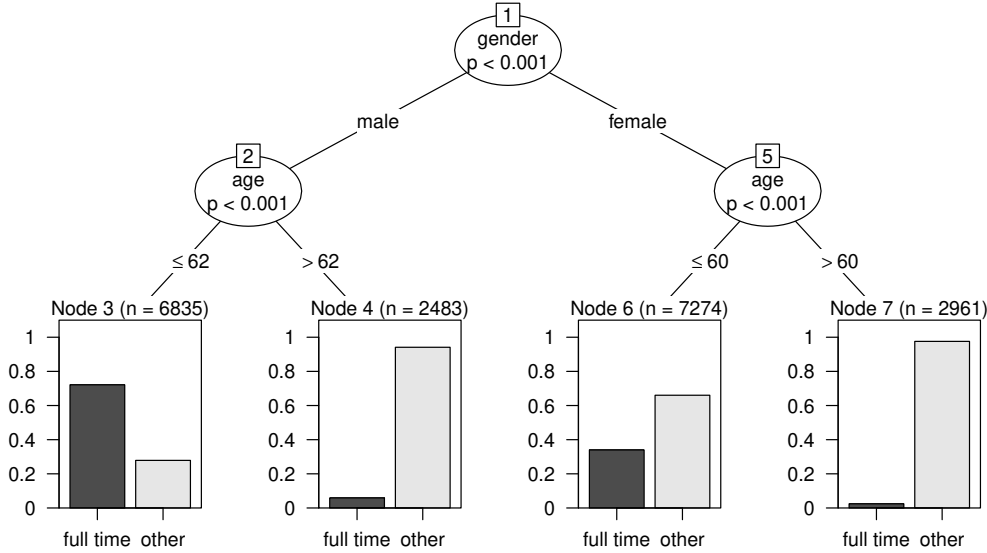 1
gender
p < 0.001
male
female
2
age
p < 0.001
5
age
p < 0.001
≤ 62
> 62
≤ 60
> 60
Node 3 (n = 6835)
1
0.8
0.6
0.4
0.2
0
full time other
Node 4 (n = 2483)
1
0.8
0.6
0.4
0.2
0
full time other
Node 6 (n = 7274)
1
0.8
0.6
0.4
0.2
0
full time other
Node 7 (n = 2961)
1
0.8
0.6
0.4
0.2
0
full time other